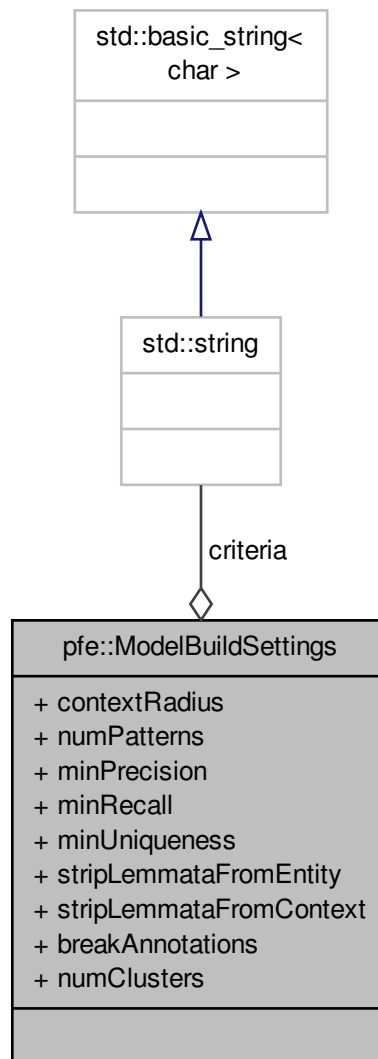 std::basic_string<
char >
std::string
criteria
pfe::ModelBuildSettings
+ contextRadius
+ numPatterns
+ minPrecision
+ minRecall
+ minUniqueness
+ stripLemmataFromEntity
+ stripLemmataFromContext
+ breakAnnotations
+ numClusters